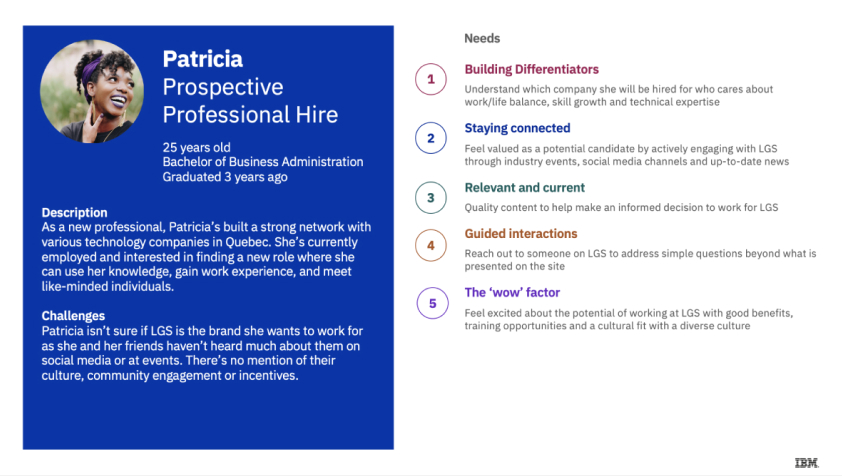 Patricia
Prospective
Professional Hire
25 years old
Bachelor of Business Administration
Graduated 3 years ago
Description
As a new professional, Patricia's built a strong network with
various technology companies in Quebec. She's currently
employed and interested in finding a new role where she
can use her knowledge, gain work experience, and meet
like-minded individuals.
Challenges
Patricia isn't sure if LGS is the brand she wants to work for
as she and her friends haven't heard much about them on
social media or at events. There's no mention of their
culture, community engagement or incentives.
Needs
1
Building Differentiators
Understand which company she will be hired for who cares about
work/life balance, skill growth and technical expertise
2
Staying connected
Feel valued as a potential candidate by actively engaging with LGS
through industry events, social media channels and up-to-date news
3
Relevant and current
Quality content to help make an informed decision to work for LGS
4
Guided interactions
Reach out to someone on LGS to address simple questions beyond what is
presented on the site
5
The 'wow' factor
Feel excited about the potential of working at LGS with good benefits,
training opportunities and a cultural fit with a diverse culture
IBM